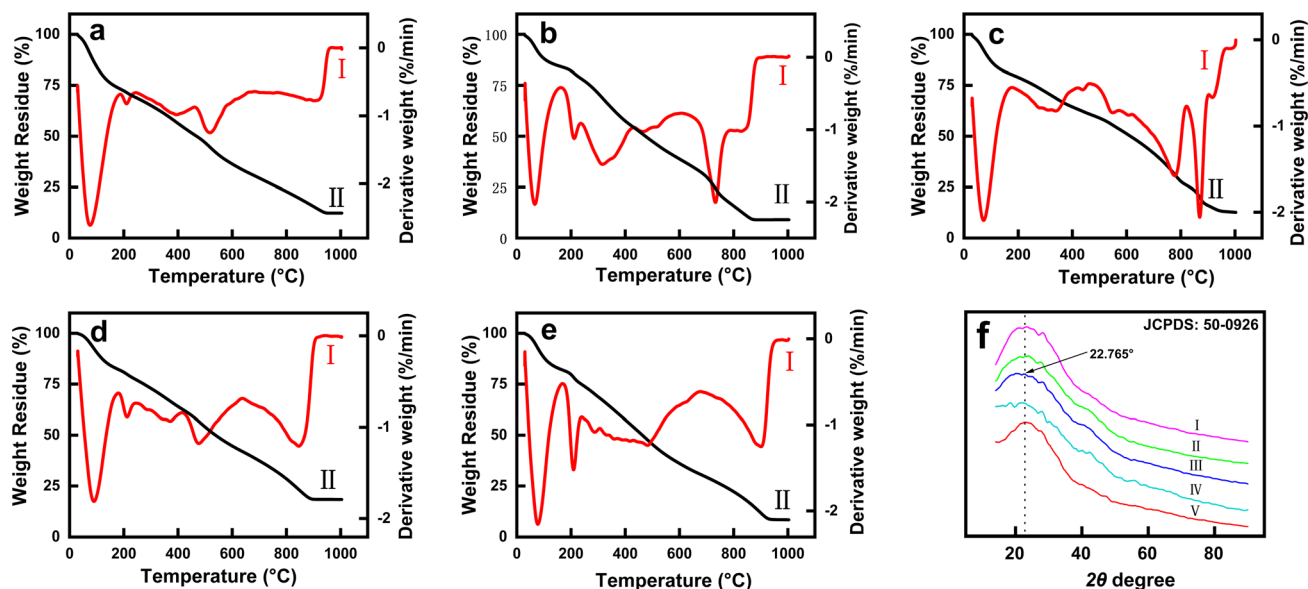 a
Weight Residue (%)
100
75
50
25
0
I
II
0
-1
-2
Derivative weight (%/min)
0 200 400 600 800 1000
Temperature (°C)
b
Weight Residue (%)
100
75
50
25
0
I
II
0
-1
-2
Derivative weight (%/min)
0 200 400 600 800 1000
Temperature (°C)
c
Weight Residue (%)
100
75
50
25
0
I
II
0
-1
-2
Derivative weight (%/min)
0 200 400 600 800 1000
Temperature (°C)
d
Weight Residue (%)
100
75
50
25
0
I
II
0
-1
-2
Derivative weight (%/min)
0 200 400 600 800 1000
Temperature (°C)
e
Weight Residue (%)
100
75
50
25
0
I
II
0
-1
-2
Derivative weight (%/min)
0 200 400 600 800 1000
Temperature (°C)
f
JCPDS: 50-0926
22.765°
I
II
III
IV
V
20 40 60 80
2θ degree